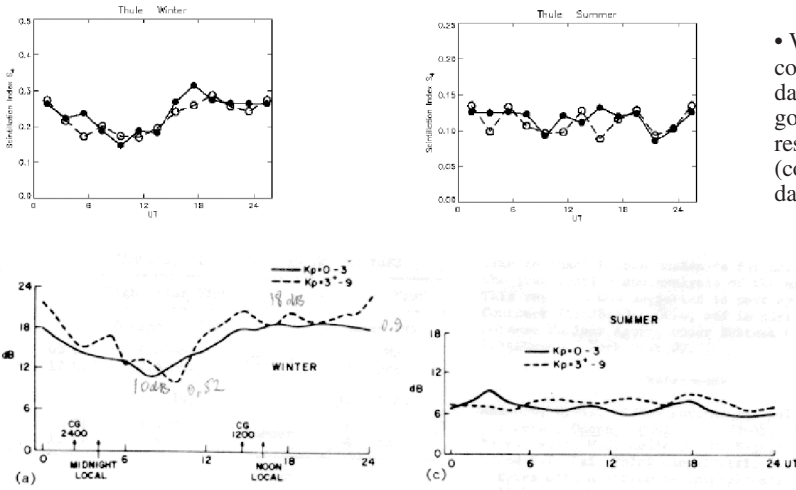 Thule Winter
0.5
0.4
0.3
0.2
0.1
0.0
Scintillation Index S4
0 6 12 18 24
UT
Thule Summer
0.25
0.20
0.15
0.10
0.05
0.00
Scintillation Index S4
0 6 12 18 24
UT
• W
co
da
go
res
(co
da
24
18
12
6
0
dB
Kp=0-3
Kp=3+-9
18 dB
0.9
10 dB 0.52
WINTER
CG
2400
CG
1200
0 6 12 18 24
MIDNIGHT
LOCAL
NOON
LOCAL
(a)
SUMMER
18
12
6
0
dB
Kp=0-3
Kp=3+-9
0 6 12 18 24 UT
(c)